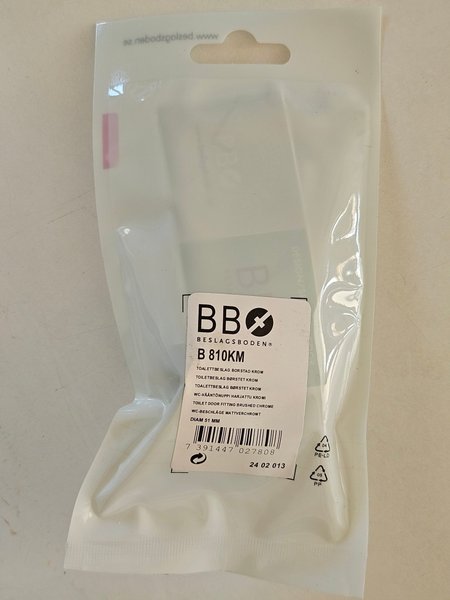 www.beslagsboden.se
BB
BESLAGSBODEN®
B 810KM
TOALETTBESLAG BORSTAD KROM
TOILETBESLAG BØRSTET KROM
TOALETTBESLAG BØRSTET KROM
WC-VÄÄNTÖNUPPI HARJATTU KROMI
TOILET DOOR FITTING BRUSHED CHROME
WC-BESCHLÄGE MATTVERCHROMT
DIAM 51 MM
7 391447 027808
24 02 013
04
PE-LD
05
PP